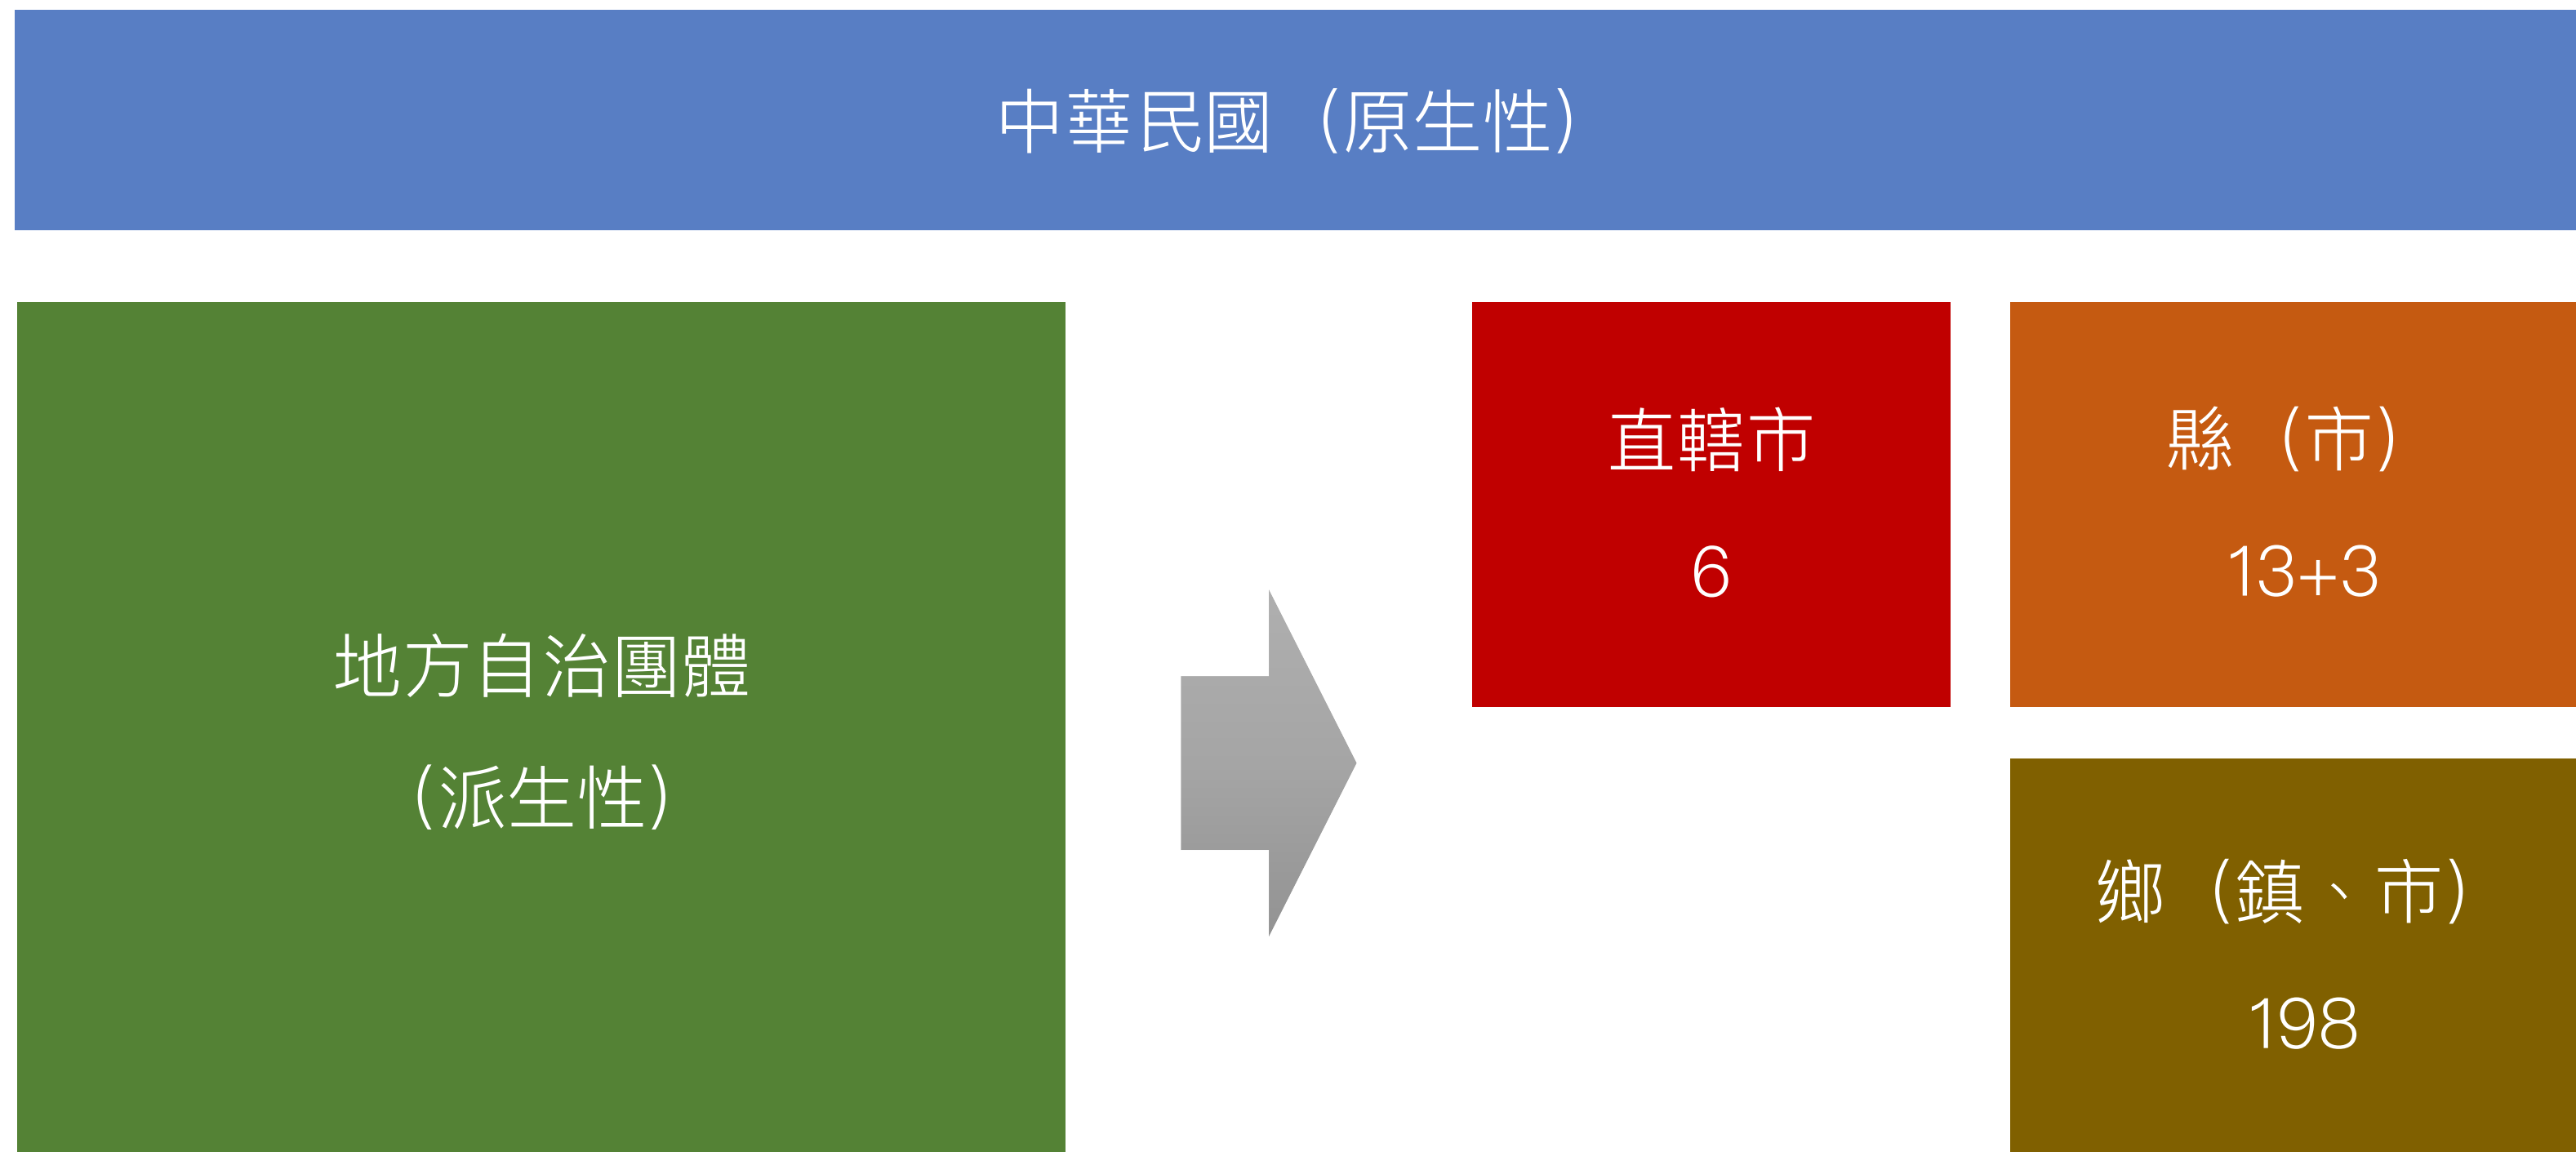 中華民國（原生性）
地方自治團體
（派生性）
直轄市
6
縣（市）
13+3
鄉（鎮、市）
198